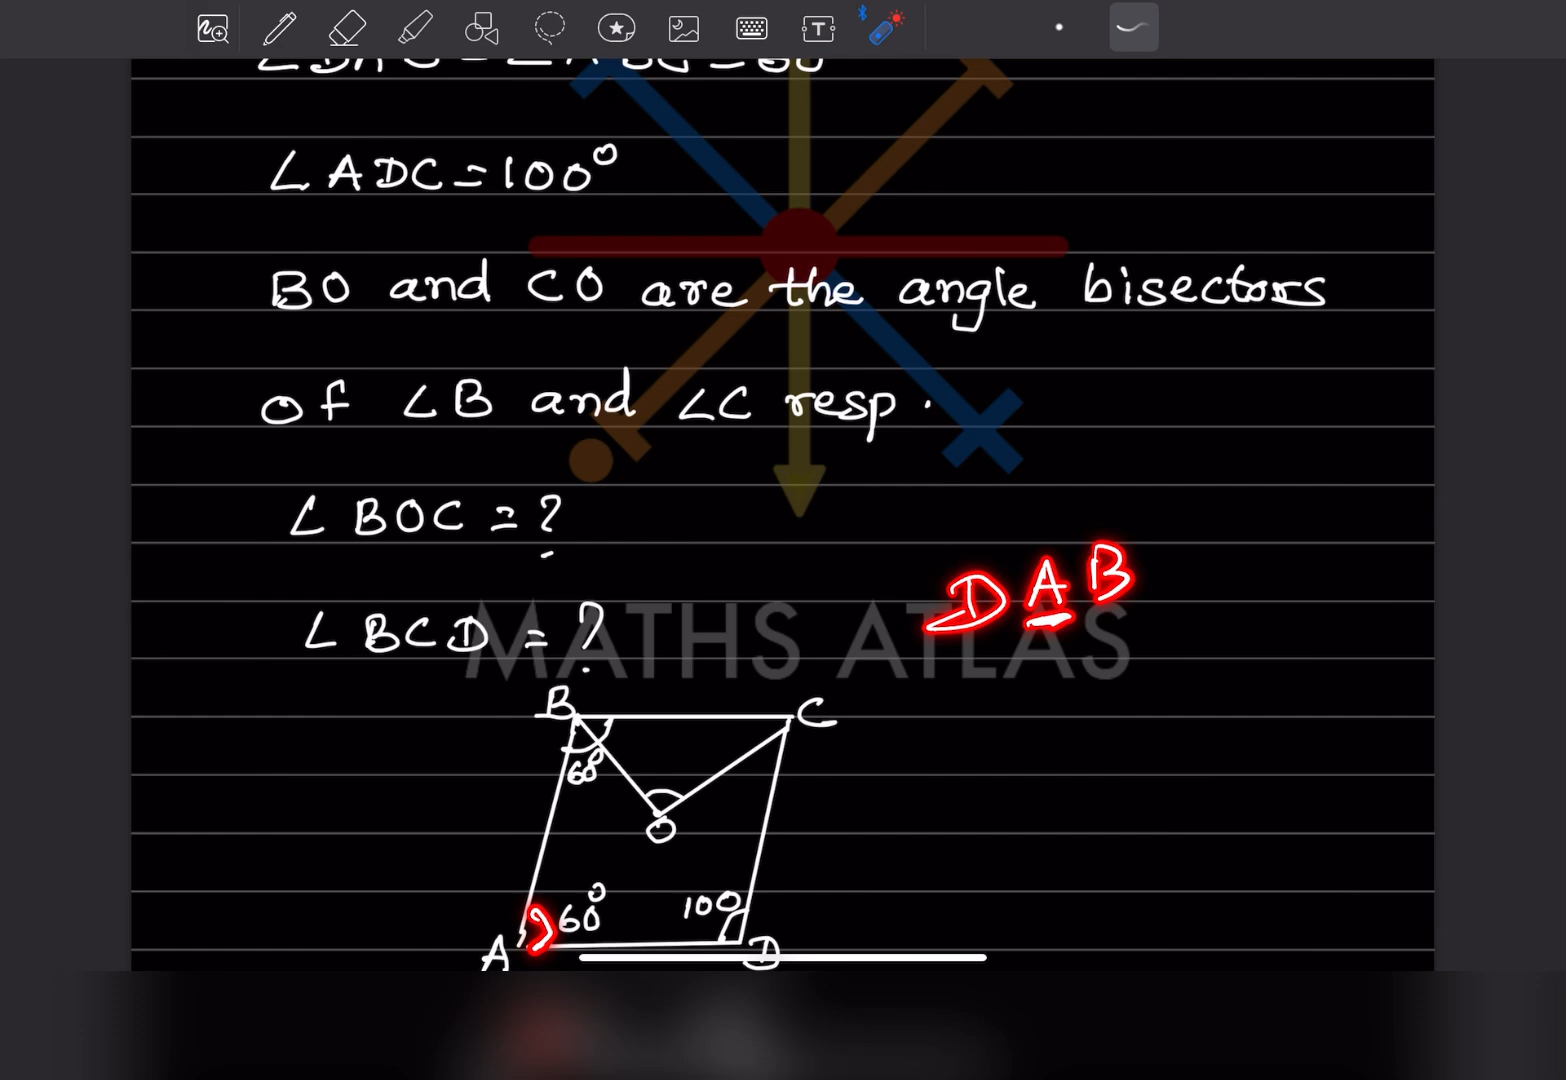 ∠ADC = 100°
BO and CO are the angle bisectors
of ∠B and ∠C resp.
∠BOC = ?
∠BCD = ?
DAB
MATHS ATLAS
B C
60°
O
60° 100
A D